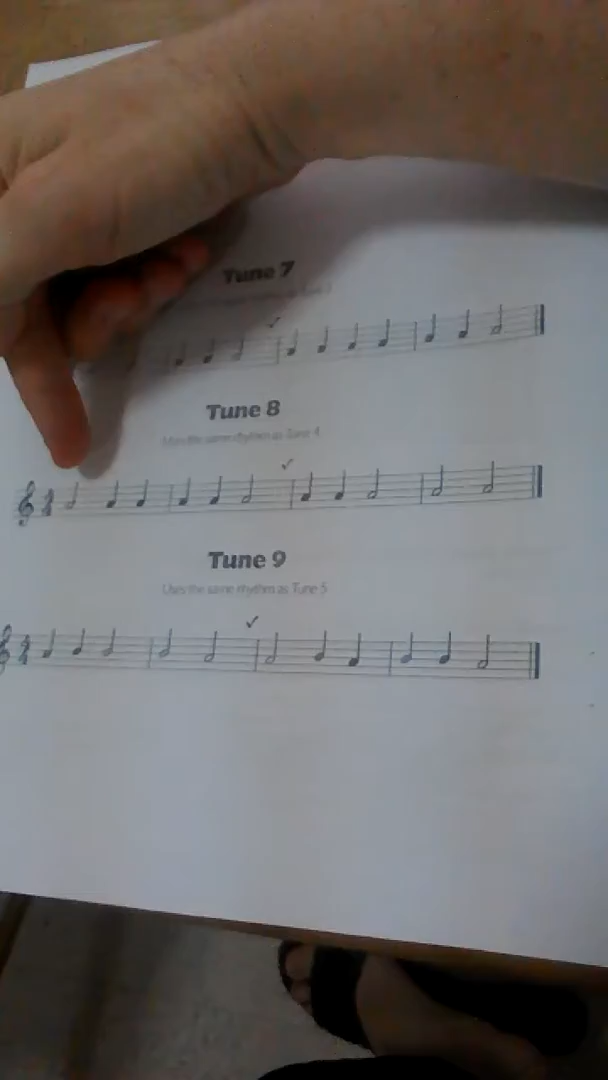 Tune 7
Tune 8
Uses the same rhythm as Tune 4
Tune 9
Uses the same rhythm as Tune 5